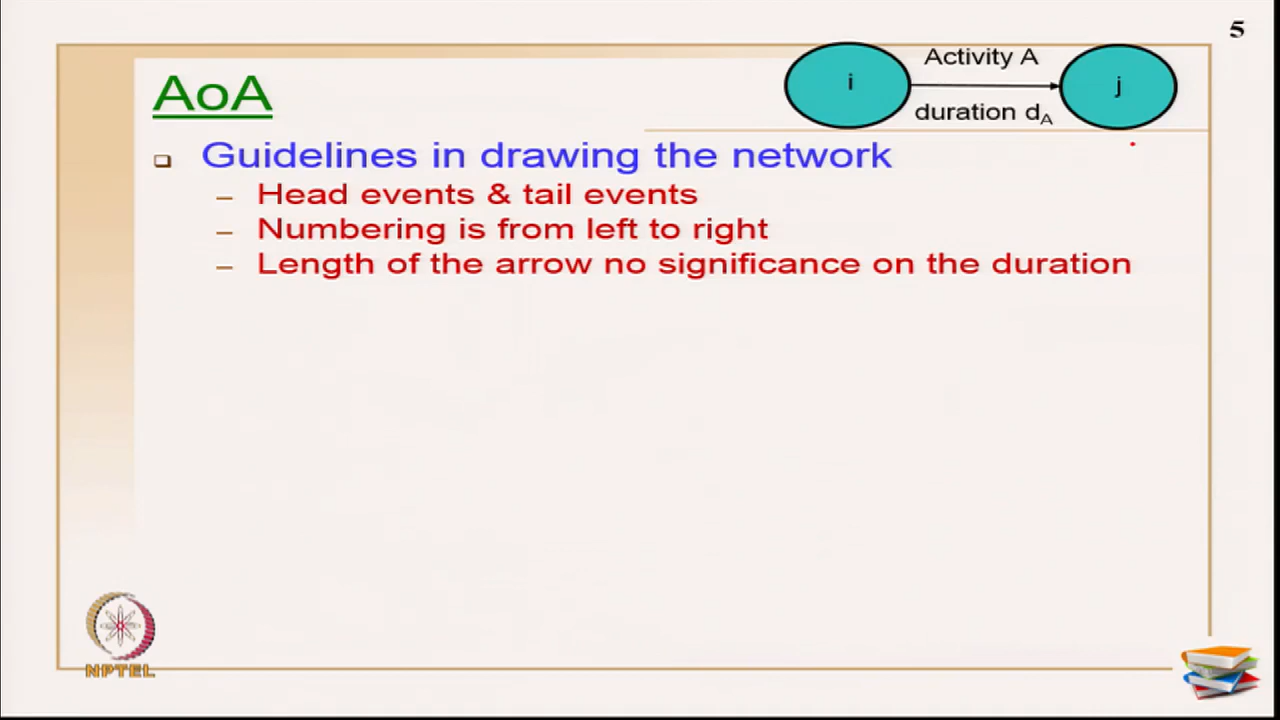 5
AoA
i
Activity A
duration dA
j
Guidelines in drawing the network
– Head events & tail events
– Numbering is from left to right
– Length of the arrow no significance on the duration
NPTEL